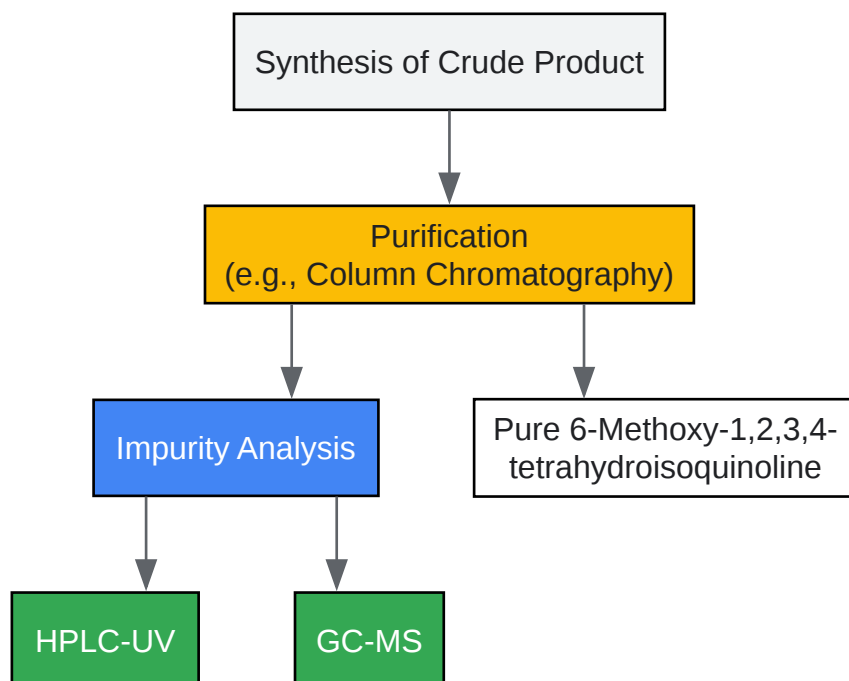 Synthesis of Crude Product
Purification
(e.g., Column Chromatography)
Impurity Analysis
Pure 6-Methoxy-1,2,3,4-
tetrahydroisoquinoline
HPLC-UV
GC-MS